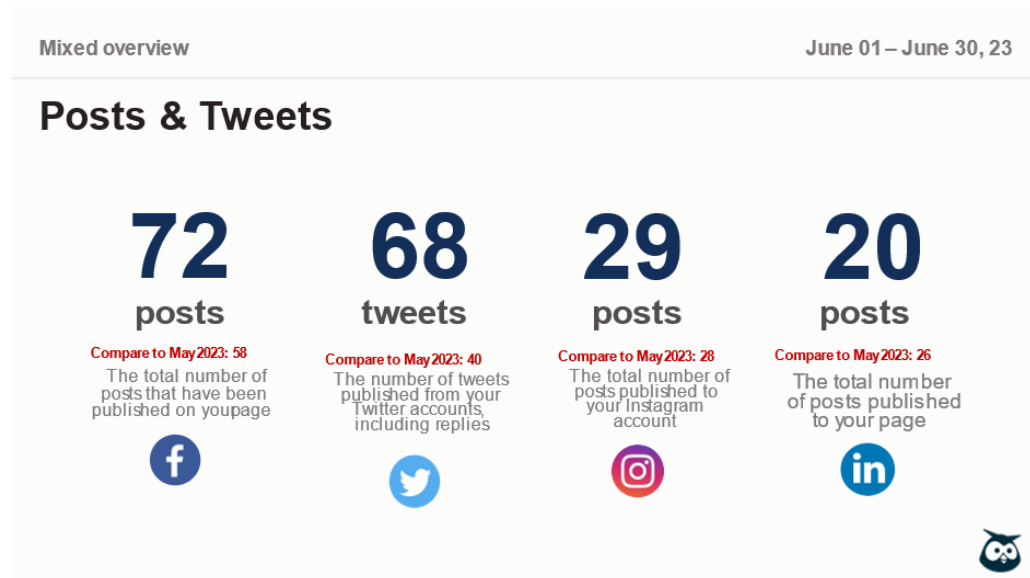 Mixed overview
June 01 – June 30, 23
Posts & Tweets
72
posts
Compare to May 2023: 58
The total number of
posts that have been
published on youpage
68
tweets
Compare to May 2023: 40
The number of tweets
published from your
Twitter accounts,
including replies
29
posts
Compare to May 2023: 28
The total number of
posts published to
your Instagram
account
20
posts
Compare to May 2023: 26
The total number
of posts published
to your page
f
in